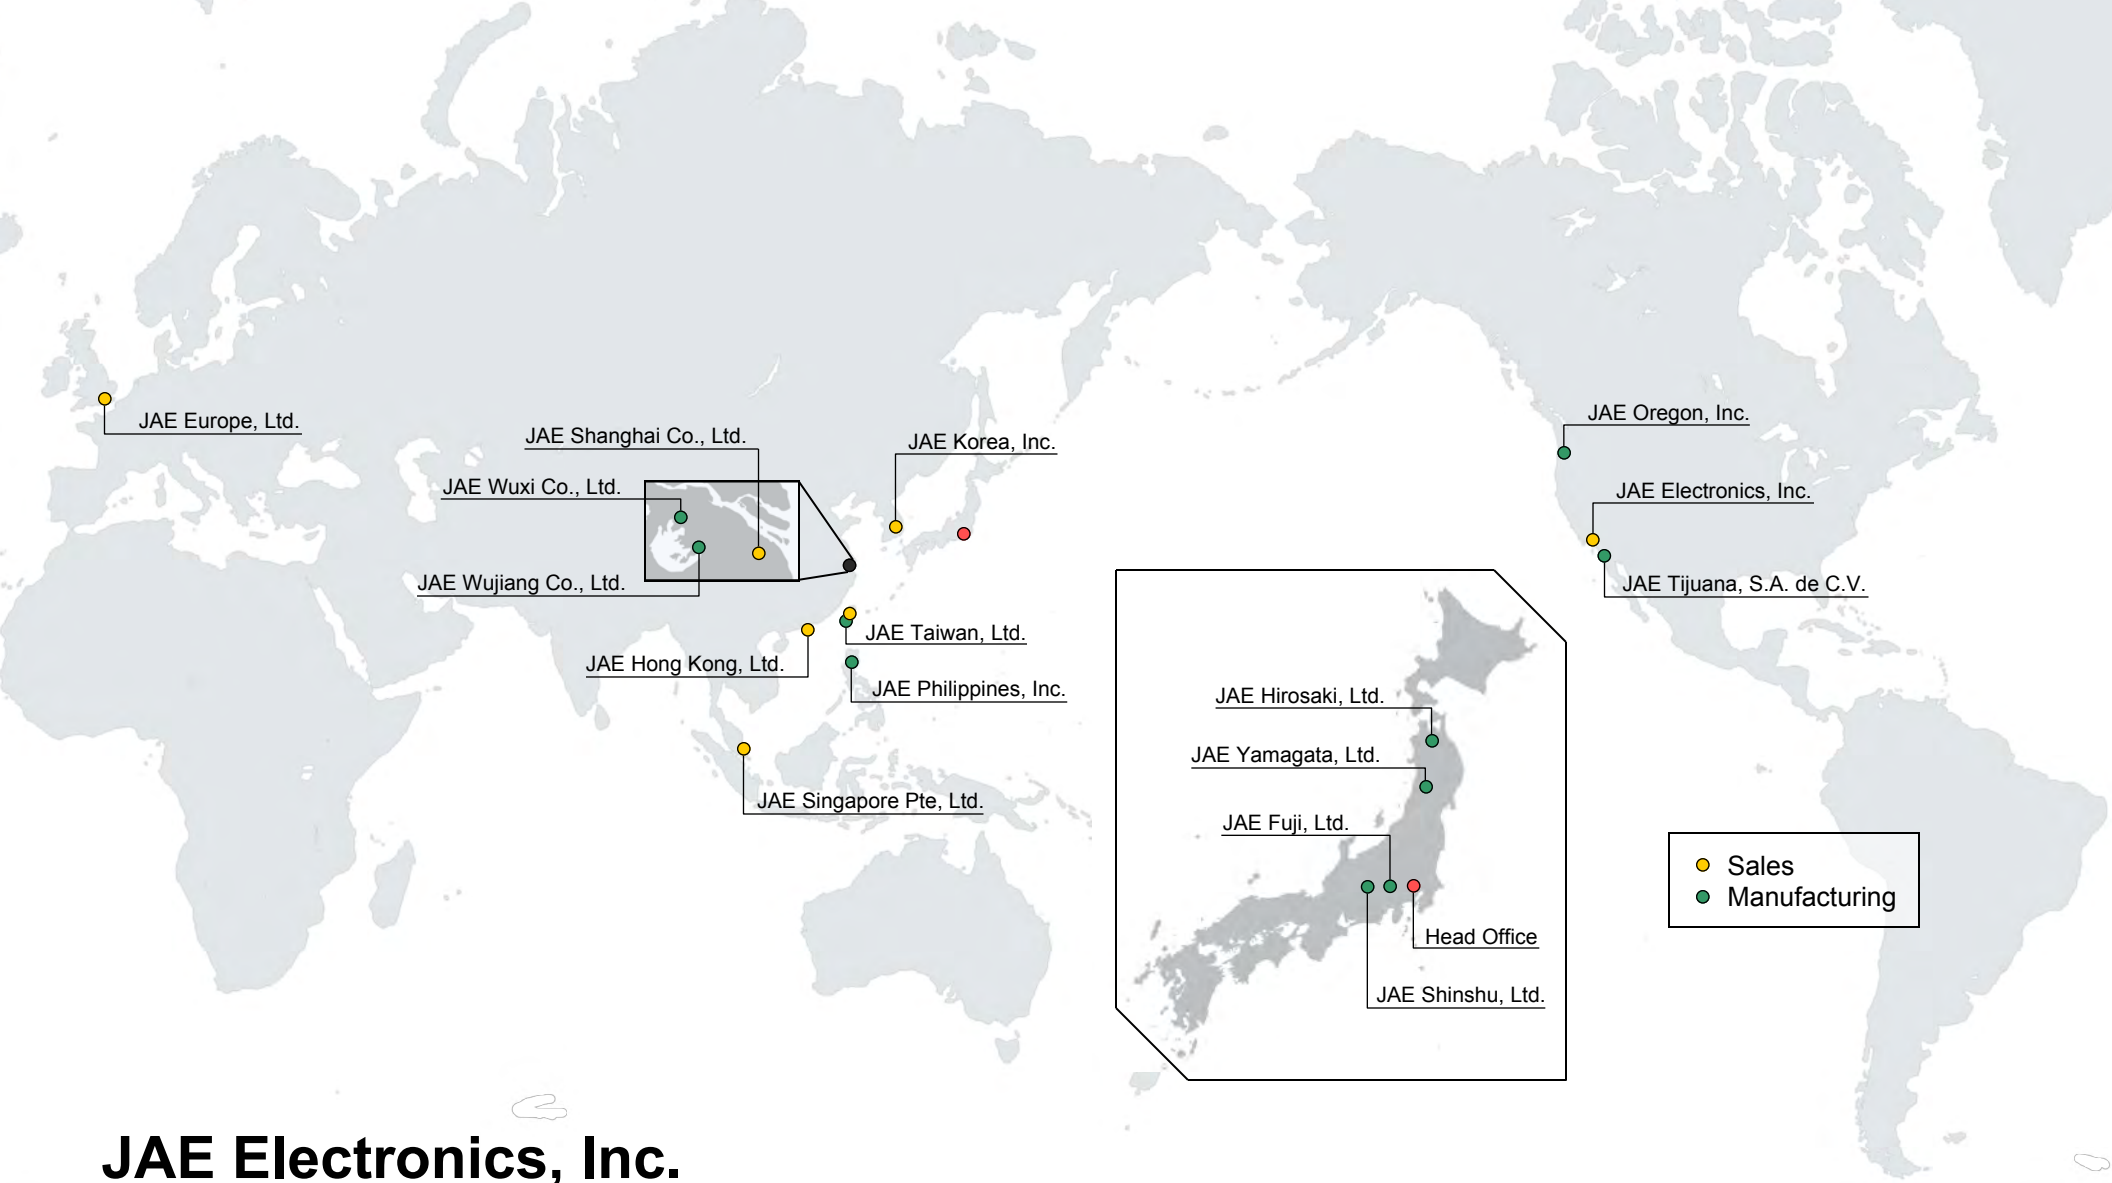 JAE Europe, Ltd.
JAE Shanghai Co., Ltd.
JAE Wuxi Co., Ltd.
JAE Wujiang Co., Ltd.
JAE Korea, Inc.
JAE Taiwan, Ltd.
JAE Hong Kong, Ltd.
JAE Philippines, Inc.
JAE Singapore Pte, Ltd.
JAE Oregon, Inc.
JAE Electronics, Inc.
JAE Tijuana, S.A. de C.V.
JAE Hirosaki, Ltd.
JAE Yamagata, Ltd.
JAE Fuji, Ltd.
Head Office
JAE Shinshu, Ltd.
Sales
Manufacturing
JAE Electronics, Inc.